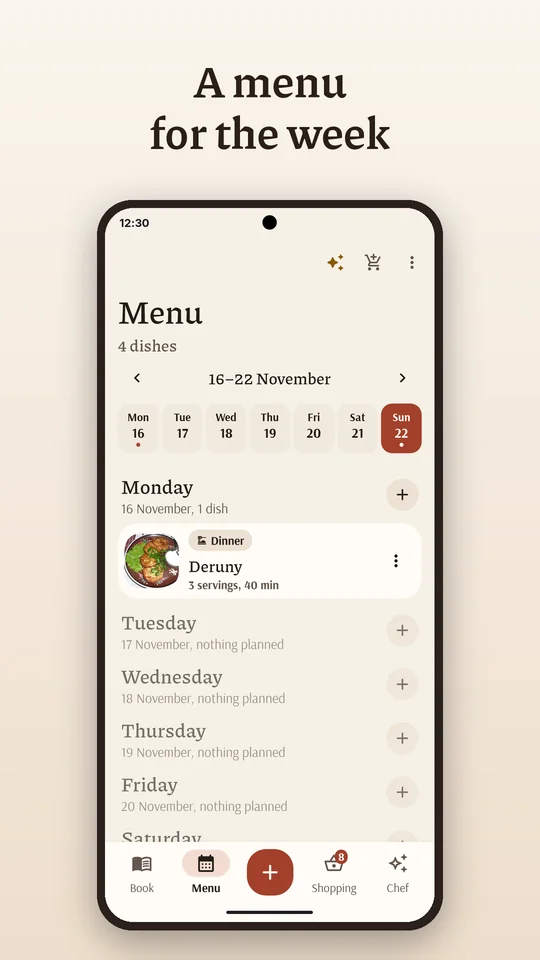 A menu
for the week
12:30
Menu
4 dishes
16–22 November
Mon Tue Wed Thu Fri Sat Sun
16 17 18 19 20 21 22
Monday
16 November, 1 dish
Dinner
Deruny
3 servings, 40 min
Tuesday
17 November, nothing planned
Wednesday
18 November, nothing planned
Thursday
19 November, nothing planned
Friday
20 November, nothing planned
Saturday
8
Book Menu Shopping Chef